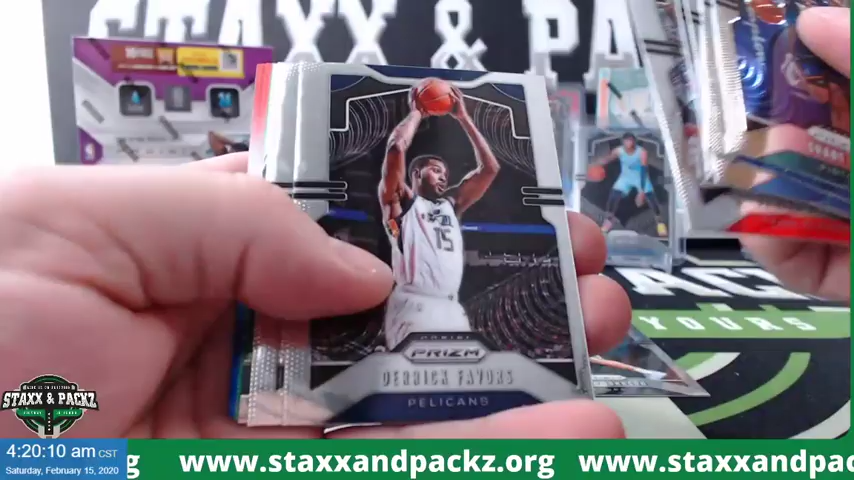 STAXX & PA
15
PANINI
PRIZM
DERRICK FAVORS
PELICANS
YOURS
STAXX & PACKZ
4:20:10 am CST
Saturday, February 15, 2020
g www.staxxandpackz.org www.staxxandpac